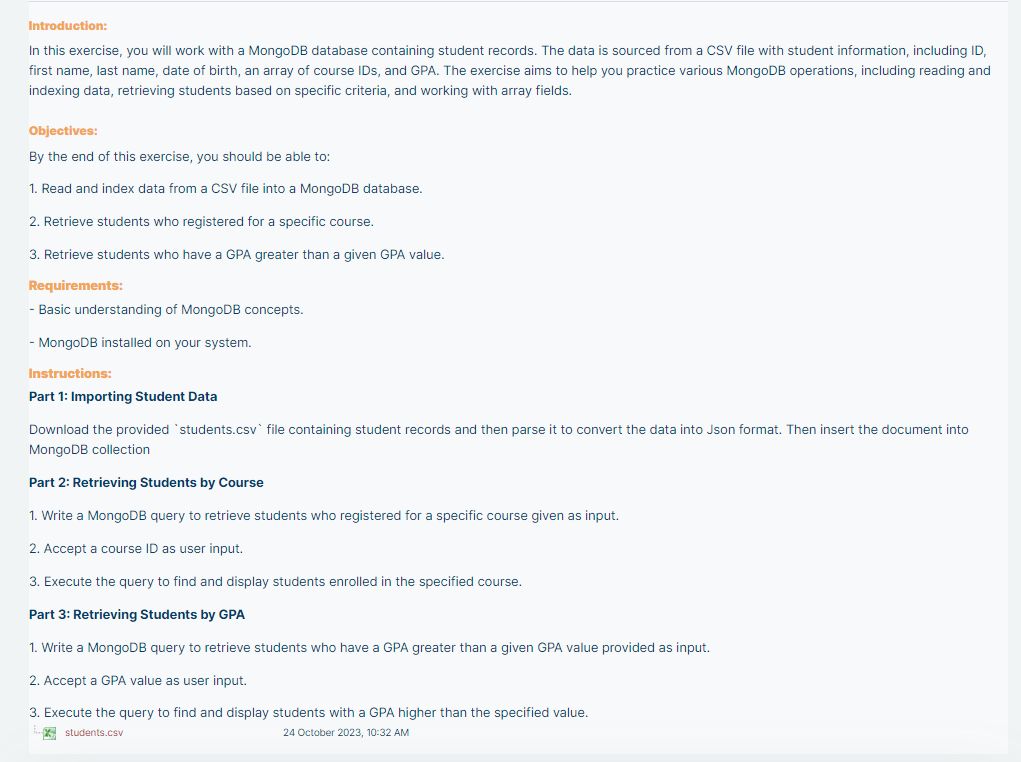 Introduction:
In this exercise, you will work with a MongoDB database containing student records. The data is sourced from a CSV file with student information, including ID,
first name, last name, date of birth, an array of course IDs, and GPA. The exercise aims to help you practice various MongoDB operations, including reading and
indexing data, retrieving students based on specific criteria, and working with array fields.
Objectives:
By the end of this exercise, you should be able to:
1. Read and index data from a CSV file into a MongoDB database.
2. Retrieve students who registered for a specific course.
3. Retrieve students who have a GPA greater than a given GPA value.
Requirements:
- Basic understanding of MongoDB concepts.
- MongoDB installed on your system.
Instructions:
Part 1: Importing Student Data
Download the provided `students.csv` file containing student records and then parse it to convert the data into Json format. Then insert the document into
MongoDB collection
Part 2: Retrieving Students by Course
1. Write a MongoDB query to retrieve students who registered for a specific course given as input.
2. Accept a course ID as user input.
3. Execute the query to find and display students enrolled in the specified course.
Part 3: Retrieving Students by GPA
1. Write a MongoDB query to retrieve students who have a GPA greater than a given GPA value provided as input.
2. Accept a GPA value as user input.
3. Execute the query to find and display students with a GPA higher than the specified value.
students.csv 24 October 2023, 10:32 AM